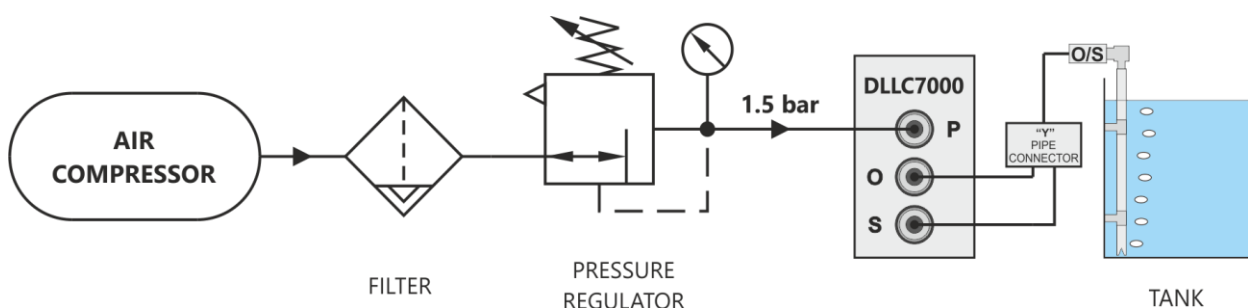 AIR
COMPRESSOR
FILTER
PRESSURE
REGULATOR
1.5 bar
DLLC7000
P
O
S
"Y"
PIPE
CONNECTOR
O/S
TANK